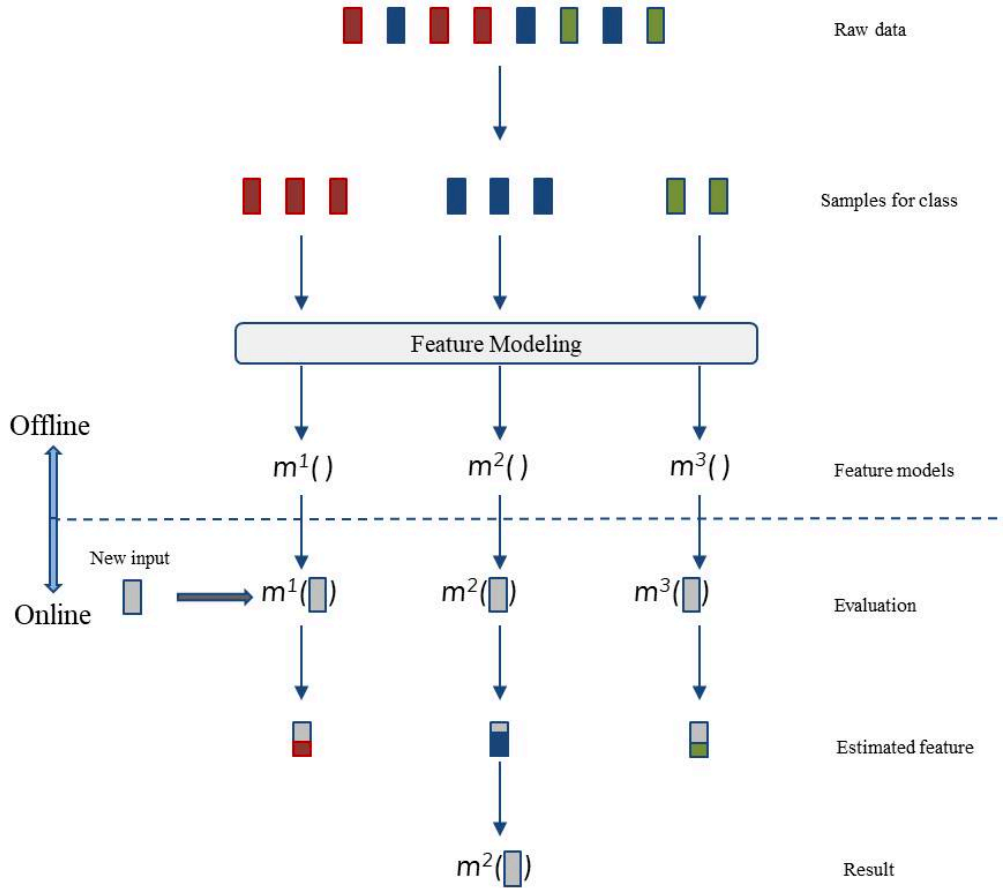 Raw data
Samples for class
Feature Modeling
Offline
m¹() m²() m³()
Feature models
New input
Online
m¹( ) m²( ) m³( )
Evaluation
Estimated feature
m²( )
Result